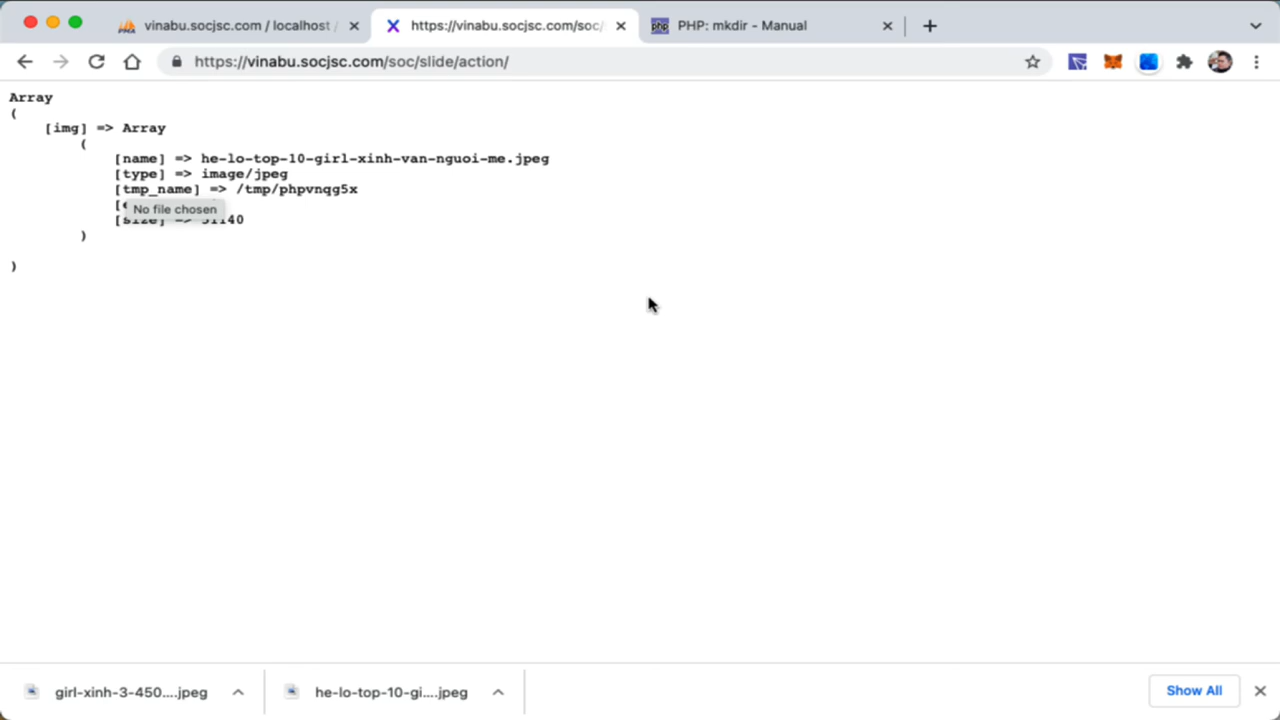 vinabu.socjsc.com / localhost /
https://vinabu.socjsc.com/soc/
PHP: mkdir - Manual
https://vinabu.socjsc.com/soc/slide/action/
Array
(
[img] => Array
(
[name] => he-lo-top-10-girl-xinh-van-nguoi-me.jpeg
[type] => image/jpeg
[tmp_name] => /tmp/phpvnqg5x
No file chosen
[size] => 51140
)
)
girl-xinh-3-450....jpeg
he-lo-top-10-gi....jpeg
Show All